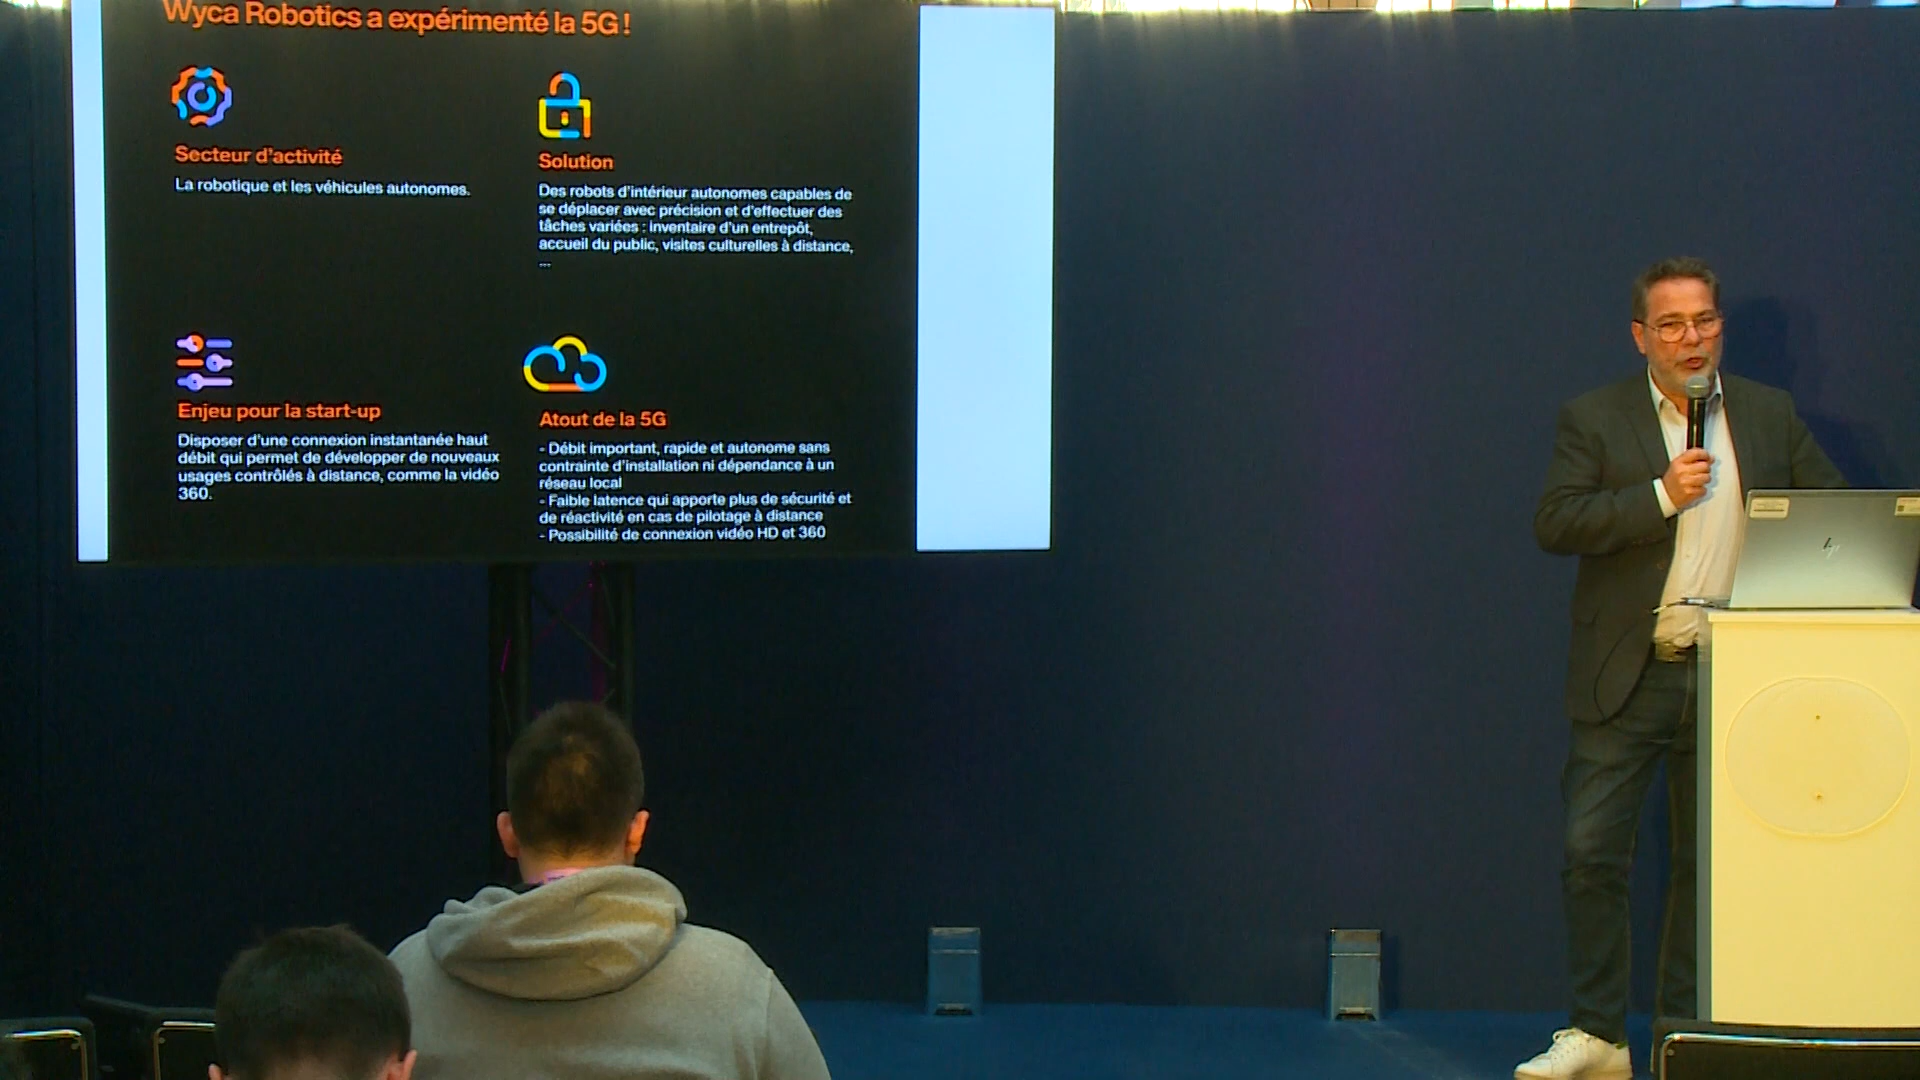 Wyca Robotics a expérimenté la 5G !
Secteur d'activité
La robotique et les véhicules autonomes.
Solution
Des robots d'intérieur autonomes capables de
se déplacer avec précision et d'effectuer des
tâches variées : inventaire d'un entrepôt,
accueil du public, visites culturelles à distance,
...
Enjeu pour la start-up
Disposer d'une connexion instantanée haut
débit qui permet de développer de nouveaux
usages contrôlés à distance, comme la vidéo
360.
Atout de la 5G
- Débit important, rapide et autonome sans
contrainte d'installation ni dépendance à un
réseau local
- Faible latence qui apporte plus de sécurité et
de réactivité en cas de pilotage à distance
- Possibilité de connexion vidéo HD et 360
hp